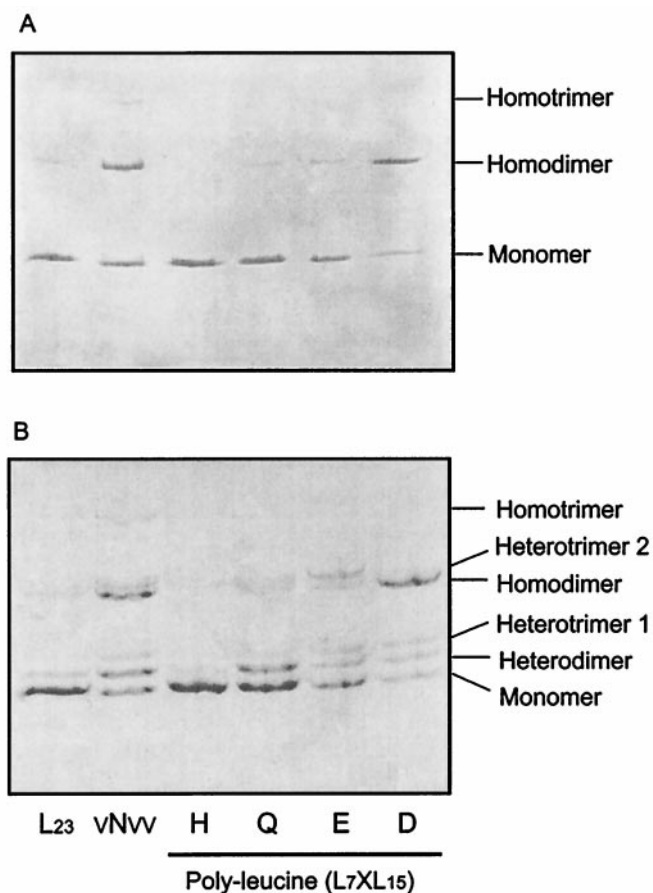 A
Homotrimer
Homodimer
Monomer
B
Homotrimer
Heterotrimer 2
Homodimer
Heterotrimer 1
Heterodimer
Monomer
L23 VNVV H Q E D
Poly-leucine (L7XL15)